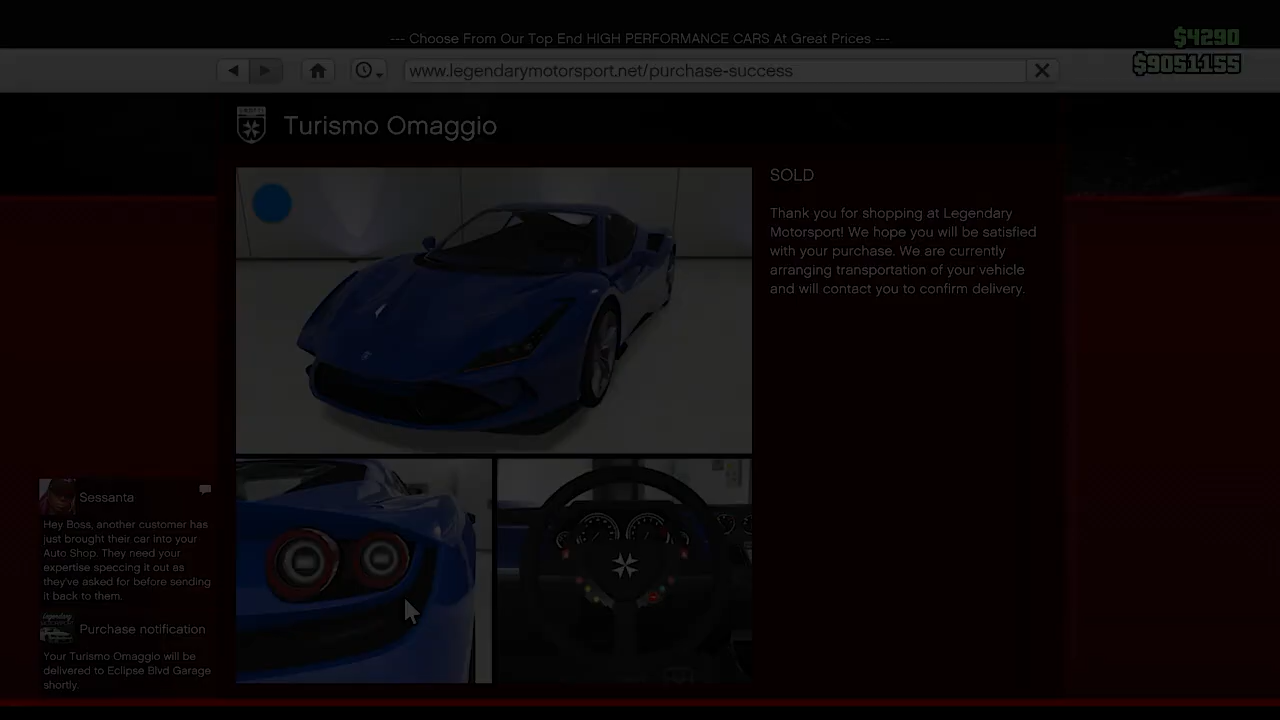 --- Choose From Our Top End HIGH PERFORMANCE CARS At Great Prices ---
$4290
$9051155
www.legendarymotorsport.net/purchase-success
Turismo Omaggio
SOLD
Thank you for shopping at Legendary
Motorsport! We hope you will be satisfied
with your purchase. We are currently
arranging transportation of your vehicle
and will contact you to confirm delivery.
Sessanta
Hey Boss, another customer has
just brought their car into your
Auto Shop. They need your
expertise speccing it out as
they've asked for before sending
it back to them.
Purchase notification
Your Turismo Omaggio will be
delivered to Eclipse Blvd Garage
shortly.